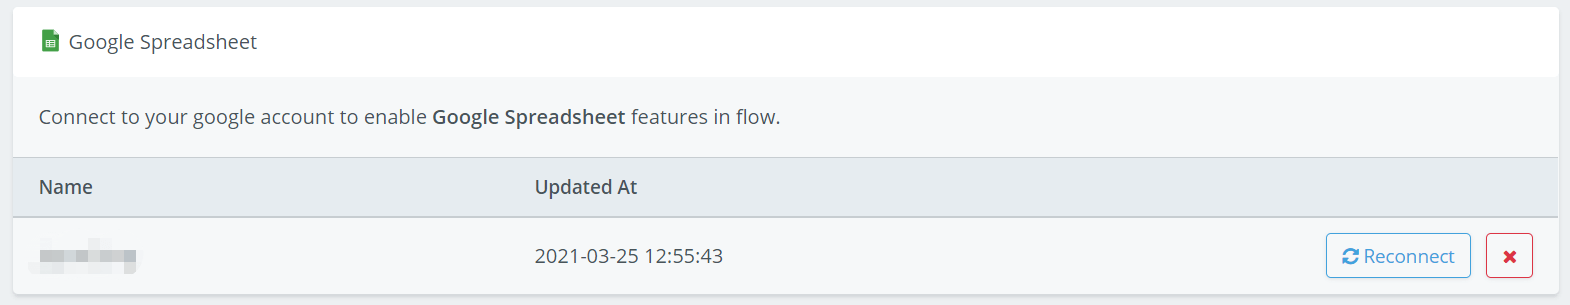 Google Spreadsheet
Connect to your google account to enable Google Spreadsheet features in flow.
Name Updated At
2021-03-25 12:55:43 Reconnect